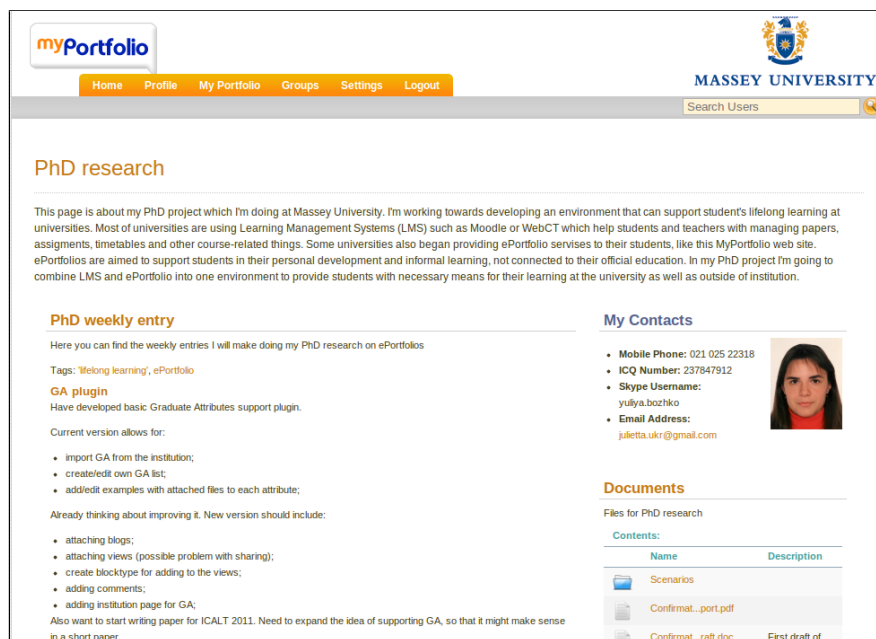 myPortfolio
MASSEY UNIVERSITY
Home Profile My Portfolio Groups Settings Logout
Search Users
PhD research
This page is about my PhD project which I'm doing at Massey University. I'm working towards developing an environment that can support student's lifelong learning at
universities. Most of universities are using Learning Management Systems (LMS) such as Moodle or WebCT which help students and teachers with managing papers,
assigments, timetables and other course-related things. Some universities also began providing ePortfolio servises to their students, like this MyPortfolio web site.
ePortfolios are aimed to support students in their personal development and informal learning, not connected to their official education. In my PhD project I'm going to
combine LMS and ePortfolio into one environment to provide students with necessary means for their learning at the university as well as outside of institution.
PhD weekly entry
Here you can find the weekly entries I will make doing my PhD research on ePortfolios
Tags: 'lifelong learning', ePortfolio
GA plugin
Have developed basic Graduate Attributes support plugin.
Current version allows for:
import GA from the institution;
create/edit own GA list;
add/edit examples with attached files to each attribute;
Already thinking about improving it. New version should include:
attaching blogs;
attaching views (possible problem with sharing);
create blocktype for adding to the views;
adding comments;
adding institution page for GA;
Also want to start writing paper for ICALT 2011. Need to expand the idea of supporting GA, so that it might make sense
in a short paper
My Contacts
Mobile Phone: 021 025 22318
ICQ Number: 237847912
Skype Username:
yuliya.bozhko
Email Address:
julietta.ukr@gmail.com
Documents
Files for PhD research
Contents:
Name Description
Scenarios
Confirmat...port.pdf
Confirmat...raft.doc First draft of